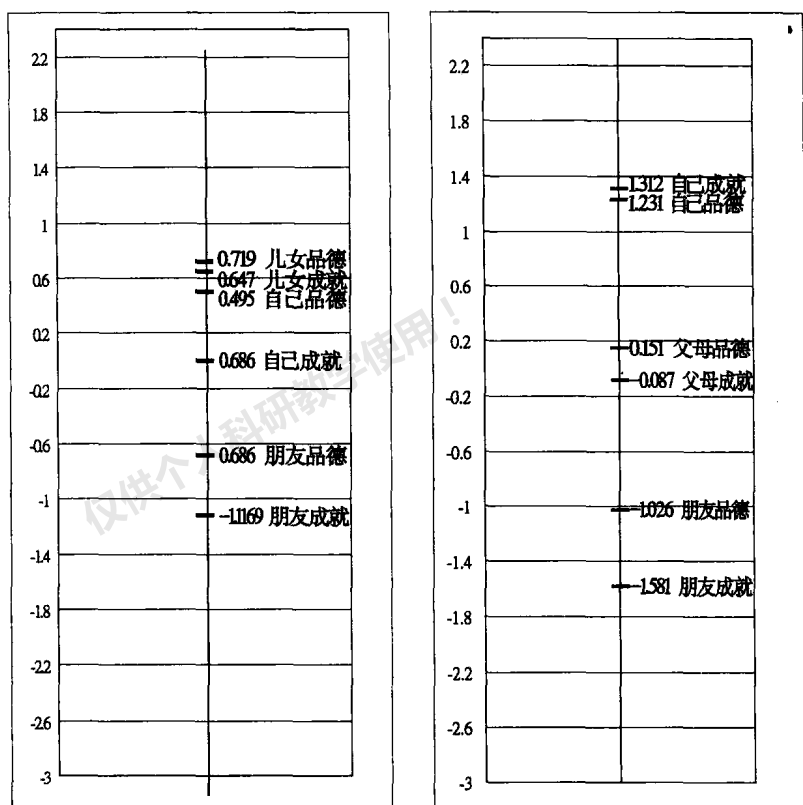 2.2
1.8
1.4
1
0.719 儿女品德
0.647 儿女成就
0.6
0.495 自己品德
0.2
0.686 自己成就
-0.2
-0.6
0.686 朋友品德
-1
-1.1169 朋友成就
-1.4
-1.8
-2.2
-2.6
-3
2.2
1.8
1.4
1.312 自己成就
1.231 自己品德
1
0.6
0.2
0.151 父母品德
-0.087 父母成就
-0.2
-0.6
-1
-1.026 朋友品德
-1.4
-1.581 朋友成就
-1.8
-2.2
-2.6
-3
仅供个人科研教学使用！